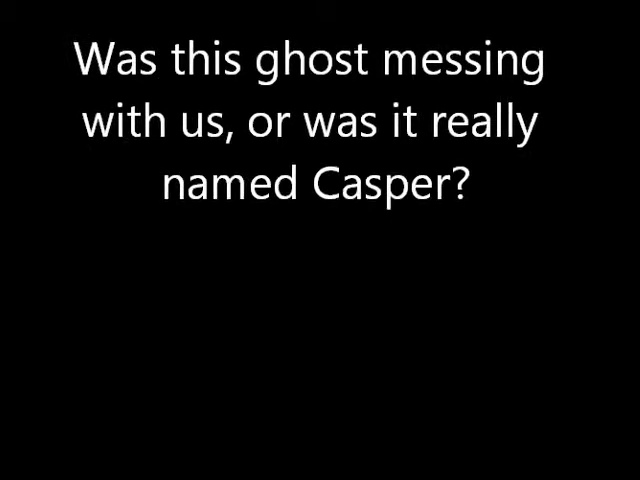 Was this ghost messing
with us, or was it really
named Casper?